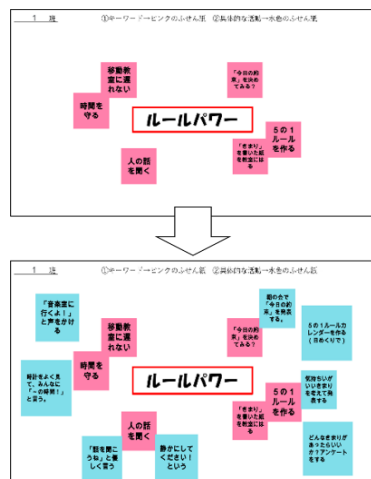 1 班 ①キーワード→ピンクのふせん紙 ②具体的な活動→水色のふせん紙
移動教
室に遅
れない
「今日の約
束」を決め
てみる？
時間を
守る
ルールパワー
5の1
ルール
を作る
「きまり」
を書いた紙
を教室には
る
人の話
を聞く
1 班 ①キーワード→ピンクのふせん紙 ②具体的な活動→水色のふせん紙
「音楽室に
行くよ！」
と声をかけ
る
朝の会で
「今日の約
束」を発表
する。
移動教
室に遅
れない
「今日の約
束」を決め
てみる？
5の1ルールカ
レンダーを作る
(日めくりで)
時計をよく見
て、みんなに
「～の時間！」
と言う。
時間を
守る
ルールパワー
気持ちいが
いいきまり
を考えて発
表する
5の1
ルール
を作る
「きまり」
を書いた紙
を教室には
る
人の話
を聞く
「話を聞こ
うね」と優
しく言う
静かにして
ください！
という
どんなきまりが
あったらいい
か？アンケート
をする